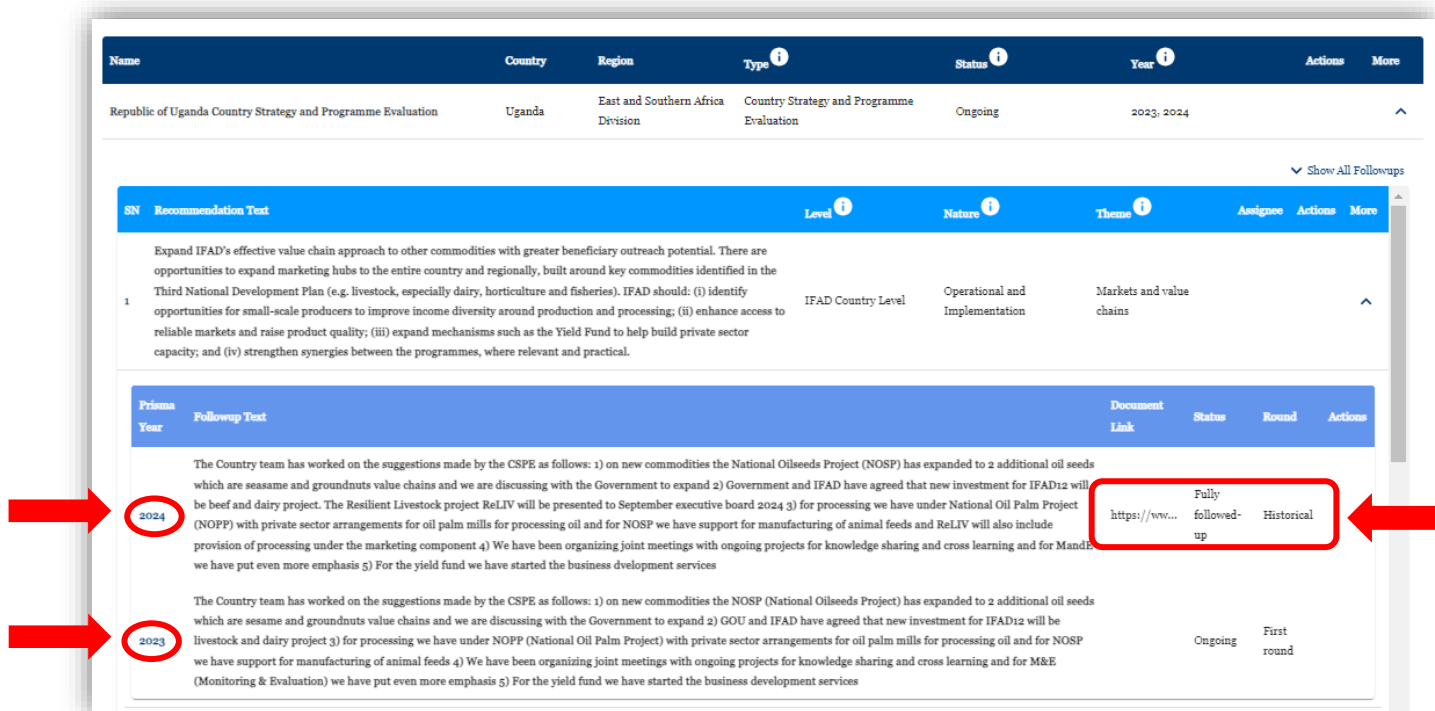 Name Country Region Type Status Year Actions More
Republic of Uganda Country Strategy and Programme Evaluation Uganda East and Southern Africa Division Country Strategy and Programme Evaluation Ongoing 2023, 2024
Show All Followups
SN Recommendation Text Level Nature Theme Assignee Actions More
Expand IFAD's effective value chain approach to other commodities with greater beneficiary outreach potential. There are
opportunities to expand marketing hubs to the entire country and regionally, built around key commodities identified in the
1 Third National Development Plan (e.g. livestock, especially dairy, horticulture and fisheries). IFAD should: (i) identify
opportunities for small-scale producers to improve income diversity around production and processing; (ii) enhance access to
reliable markets and raise product quality; (iii) expand mechanisms such as the Yield Fund to help build private sector
capacity; and (iv) strengthen synergies between the programmes, where relevant and practical.
IFAD Country Level
Operational and
Implementation
Markets and value
chains
Prisma Year Followup Text Document Link Status Round Actions
2024
The Country team has worked on the suggestions made by the CSPE as follows: 1) on new commodities the National Oilseeds Project (NOSP) has expanded to 2 additional oil seeds
which are seasame and groundnuts value chains and we are discussing with the Government to expand 2) Government and IFAD have agreed that new investment for IFAD12 will
be beef and dairy project. The Resilient Livestock project ReLIV will be presented to September executive board 2024 3) for processing we have under National Oil Palm Project
(NOPP) with private sector arrangements for oil palm mills for processing oil and for NOSP we have support for manufacturing of animal feeds and ReLIV will also include
provision of processing under the marketing component 4) We have been organizing joint meetings with ongoing projects for knowledge sharing and cross learning and for MandE
we have put even more emphasis 5) For the yield fund we have started the business dvelopment services
https://ww...
Fully
followed-
up
Historical
2023
The Country team has worked on the suggestions made by the CSPE as follows: 1) on new commodities the NOSP (National Oilseeds Project) has expanded to 2 additional oil seeds
which are sesame and groundnuts value chains and we are discussing with the Government to expand 2) GOU and IFAD have agreed that new investment for IFAD12 will be
livestock and dairy project 3) for processing we have under NOPP (National Oil Palm Project) with private sector arrangements for oil palm mills for processing oil and for NOSP
we have support for manufacturing of animal feeds 4) We have been organizing joint meetings with ongoing projects for knowledge sharing and cross learning and for M&E
(Monitoring & Evaluation) we have put even more emphasis 5) For the yield fund we have started the business development services
Ongoing
First
round